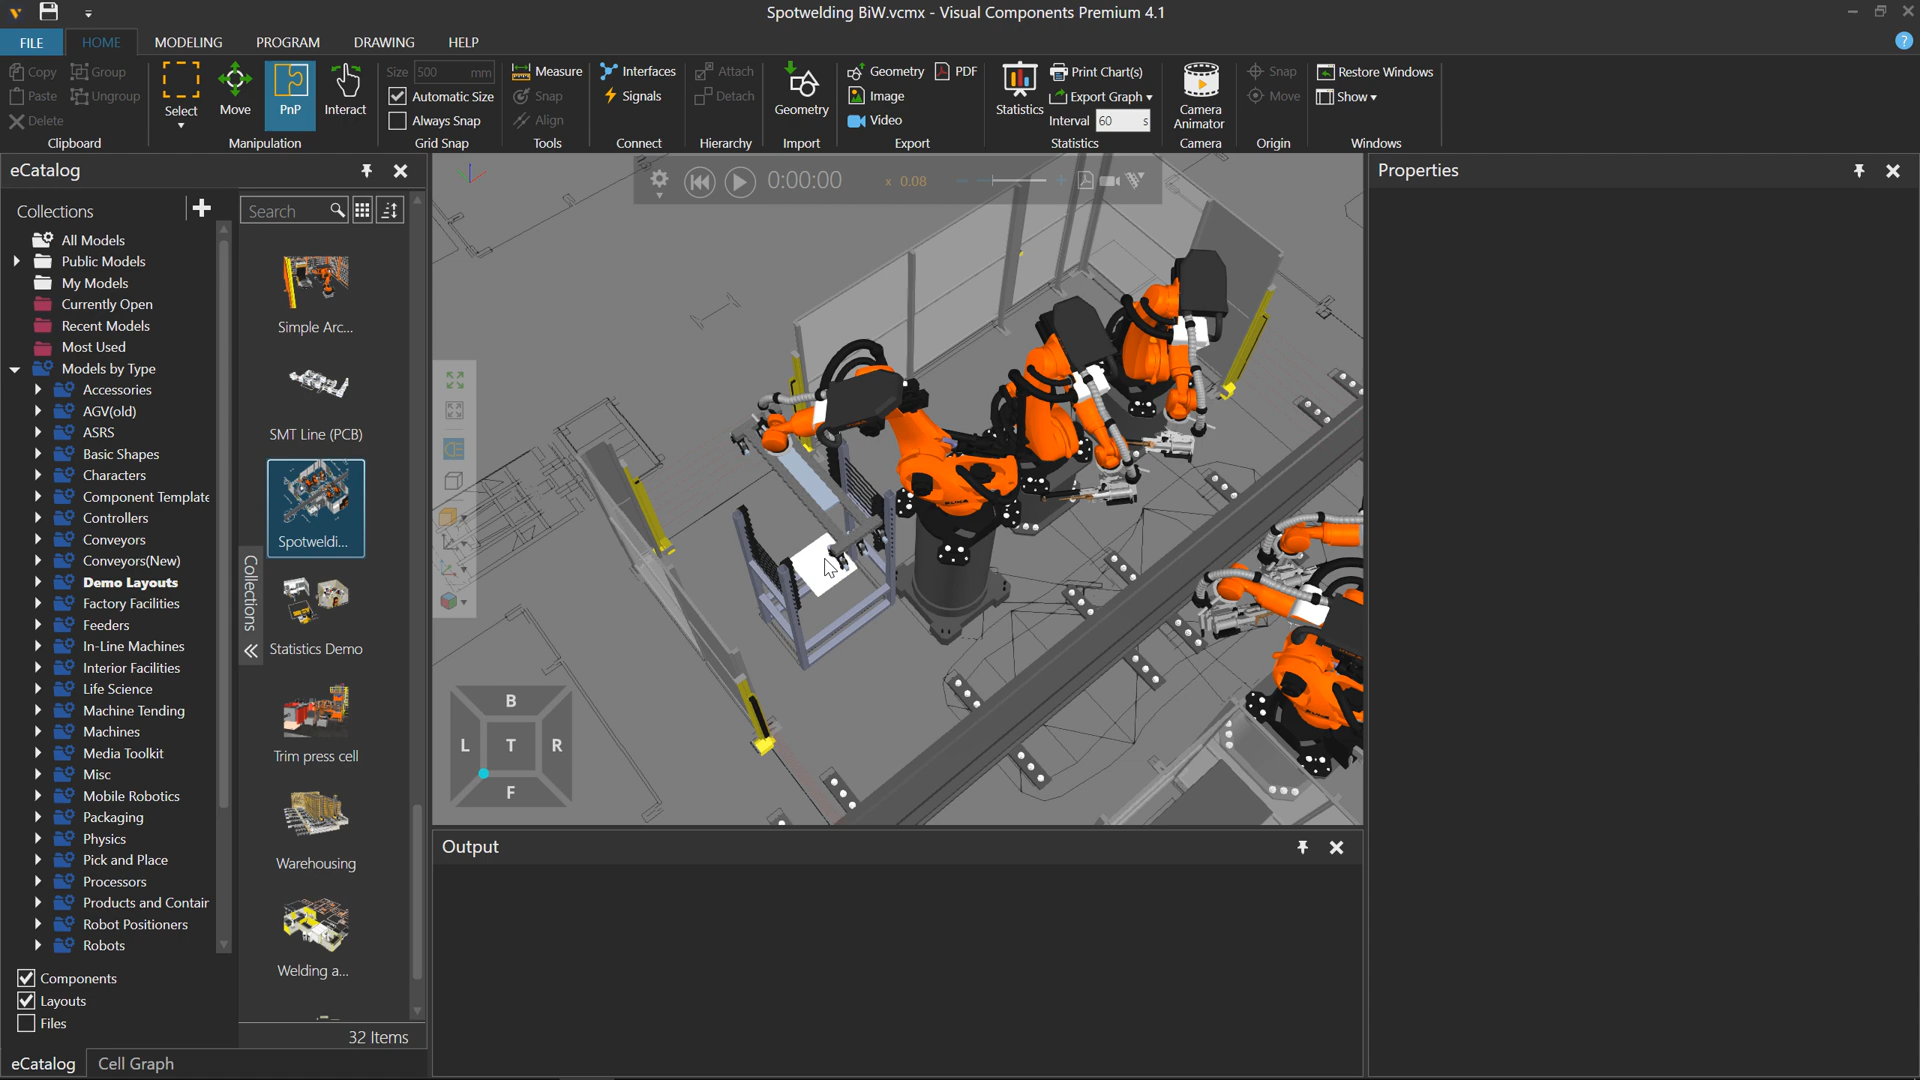 Spotwelding BiW.vcmx - Visual Components Premium 4.1
FILE
HOME
MODELING
PROGRAM
DRAWING
HELP
?
Copy
Group
Paste
Ungroup
Delete
Clipboard
Select
Move
PnP
Interact
Manipulation
Size 500 mm
Automatic Size
Always Snap
Grid Snap
Measure
Snap
Align
Tools
Interfaces
Signals
Connect
Attach
Detach
Hierarchy
Geometry
Import
Geometry
PDF
Image
Video
Export
Statistics
Print Chart(s)
Export Graph
Interval 60 s
Statistics
Camera
Animator
Camera
Snap
Move
Origin
Restore Windows
Show
Windows
eCatalog
Collections
All Models
Public Models
My Models
Currently Open
Recent Models
Most Used
Models by Type
Accessories
AGV(old)
ASRS
Basic Shapes
Characters
Component Template
Controllers
Conveyors
Conveyors(New)
Demo Layouts
Factory Facilities
Feeders
In-Line Machines
Interior Facilities
Life Science
Machine Tending
Machines
Media Toolkit
Misc
Mobile Robotics
Packaging
Physics
Pick and Place
Processors
Products and Contair
Robot Positioners
Robots
Components
Layouts
Files
eCatalog
Cell Graph
Collections
Search
Simple Arc...
SMT Line (PCB)
Spotweldi...
Statistics Demo
Trim press cell
Warehousing
Welding a...
32 Items
0:00:00
x 0.08
B
L T R
F
Output
Properties